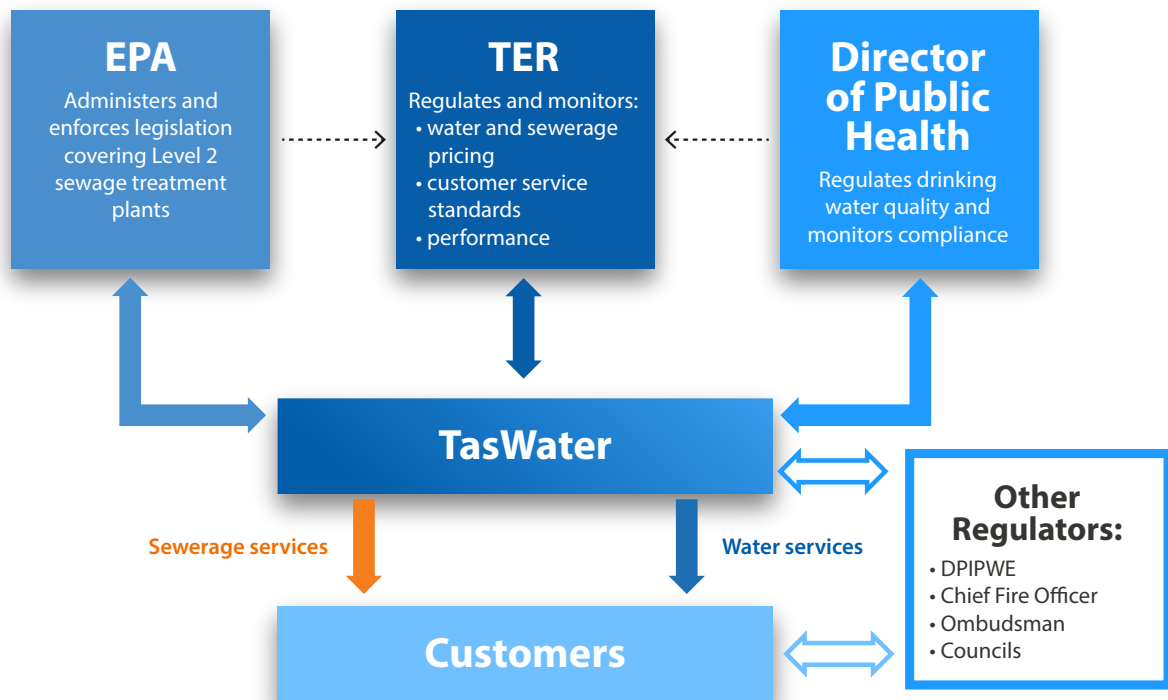 EPA
Administers and
enforces legislation
covering Level 2
sewage treatment
plants
TER
Regulates and monitors:
• water and sewerage
pricing
• customer service
standards
• performance
Director
of Public
Health
Regulates drinking
water quality and
monitors compliance
TasWater
Sewerage services
Water services
Other
Regulators:
• DPIPWE
• Chief Fire Officer
• Ombudsman
• Councils
Customers